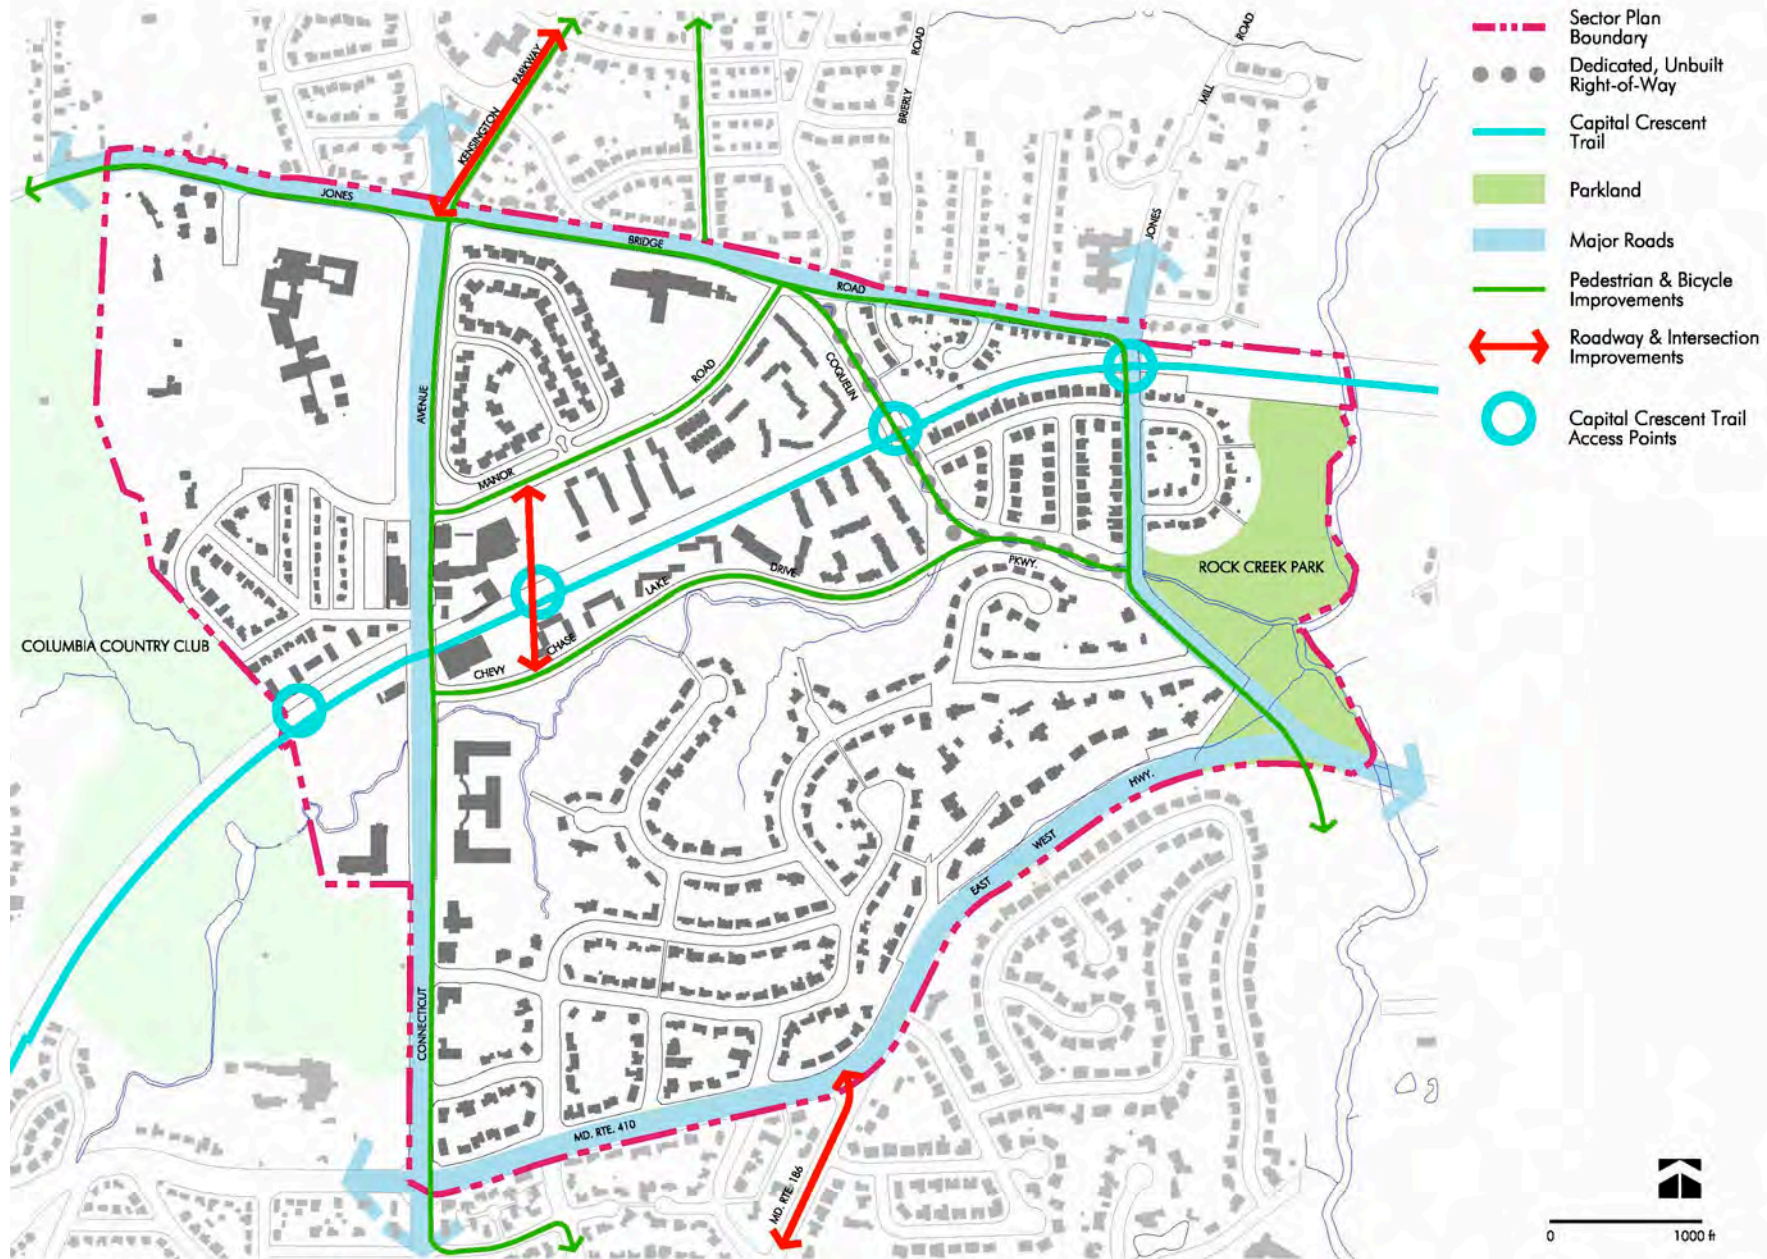 Sector Plan
Boundary
Dedicated, Unbuilt
Right-of-Way
Capital Crescent
Trail
Parkland
Major Roads
Pedestrian & Bicycle
Improvements
Roadway & Intersection
Improvements
Capital Crescent Trail
Access Points
KENSINGTON PARKWAY
BRIERLY ROAD
JONES MILL ROAD
JONES BRIDGE ROAD
AVENUE
MANOR ROAD
COQUELIN
CHEVY CHASE LAKE DRIVE
PKWY.
ROCK CREEK PARK
COLUMBIA COUNTRY CLUB
EAST WEST HWY.
CONNECTICUT
MD. RTE. 410
MD. RTE. 186
0 1000 ft